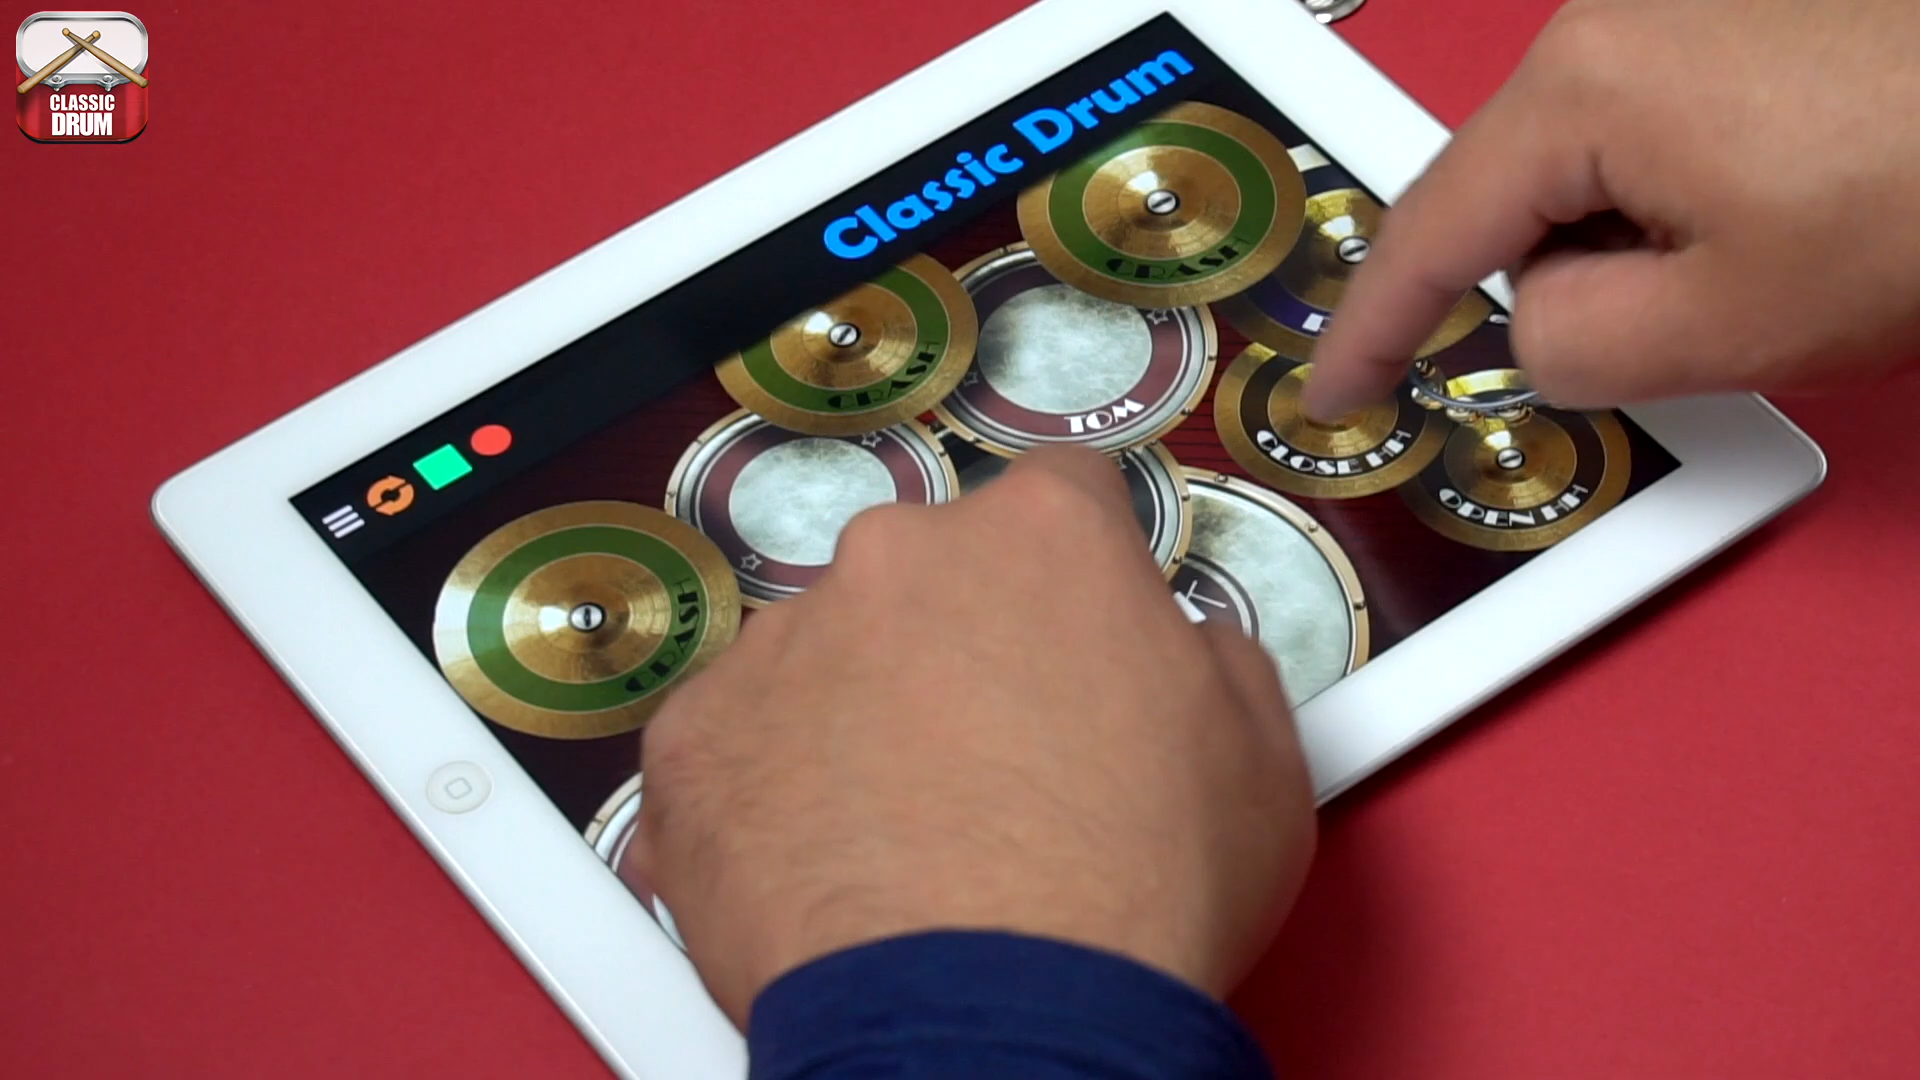 CLASSIC
DRUM
Classic Drum
CRASH
CRASH
TOM
CLOSE HH
OPEN HH
CRASH